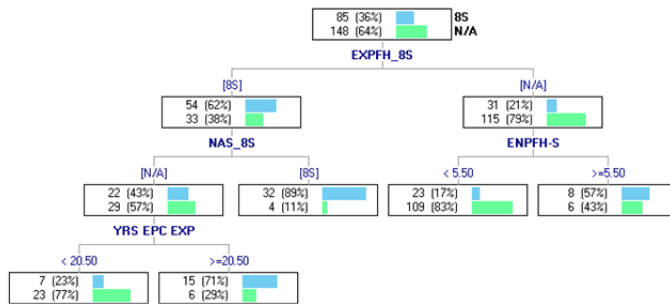 85 (36%) 8S
148 (64%) N/A
EXPFH_8S
[8S] [N/A]
54 (62%) 31 (21%)
33 (38%) 115 (79%)
NAS_8S ENPFH-S
[N/A] [8S] < 5.50 >=5.50
22 (43%) 32 (89%) 23 (17%) 8 (57%)
29 (57%) 4 (11%) 109 (83%) 6 (43%)
YRS EPC EXP
< 20.50 >=20.50
7 (23%) 15 (71%)
23 (77%) 6 (29%)